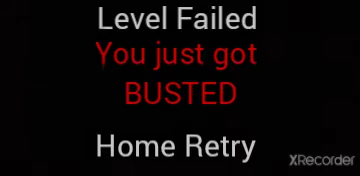 Level Failed
You just got
BUSTED
Home Retry
XRecorder